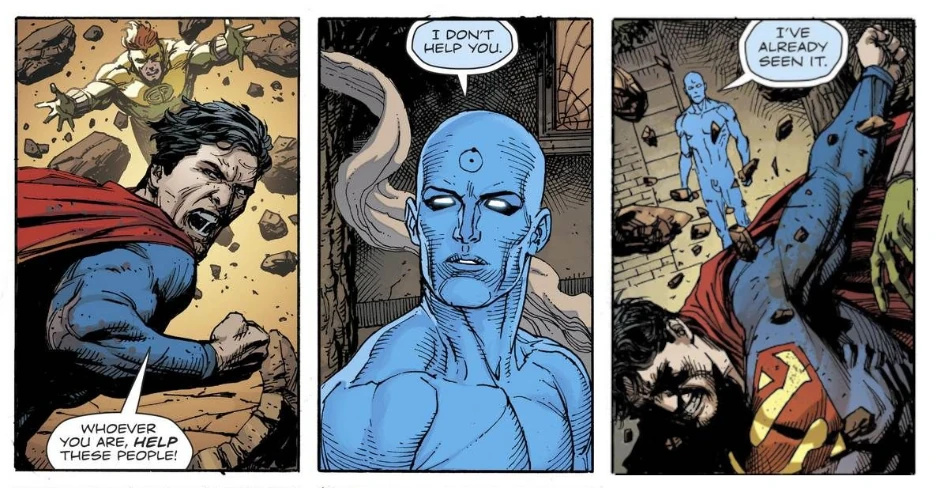 WHOEVER
YOU ARE, HELP
THESE PEOPLE!
I DON'T
HELP YOU.
I'VE
ALREADY
SEEN IT.